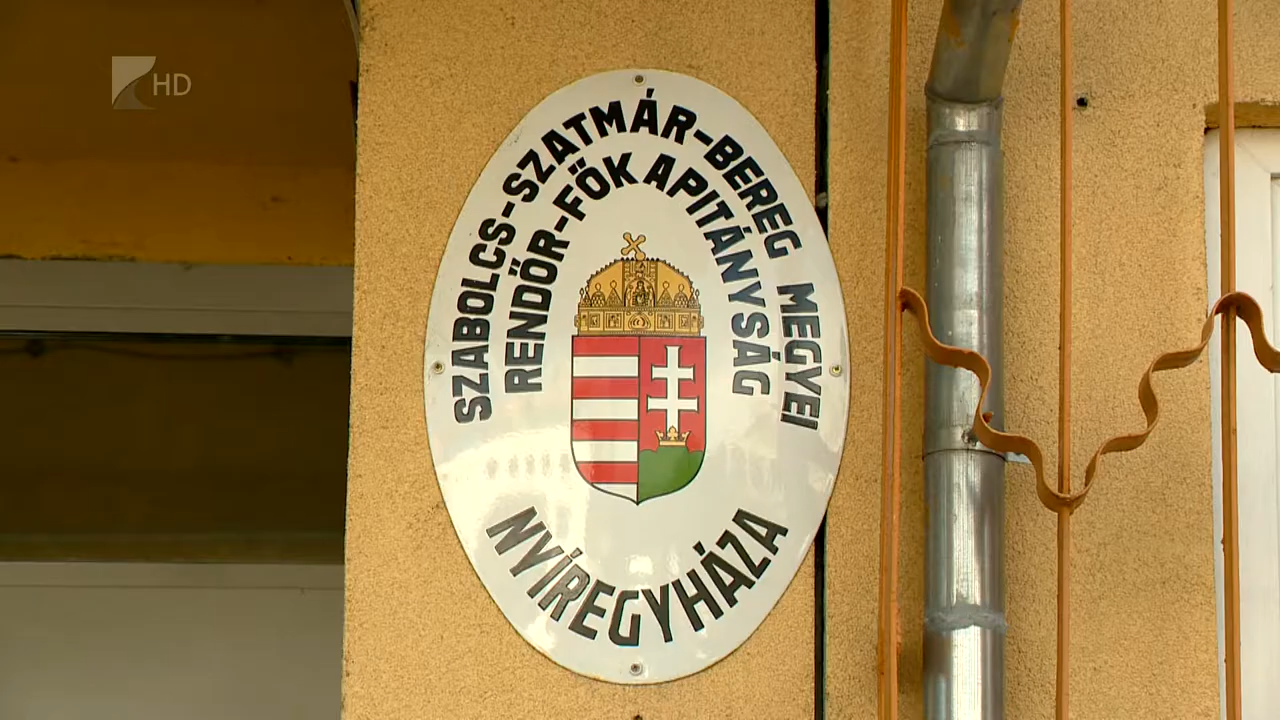 HD
SZABOLCS-SZATMÁR-BEREG MEGYEI
RENDŐR-FŐKAPITÁNYSÁG
NYÍREGYHÁZA